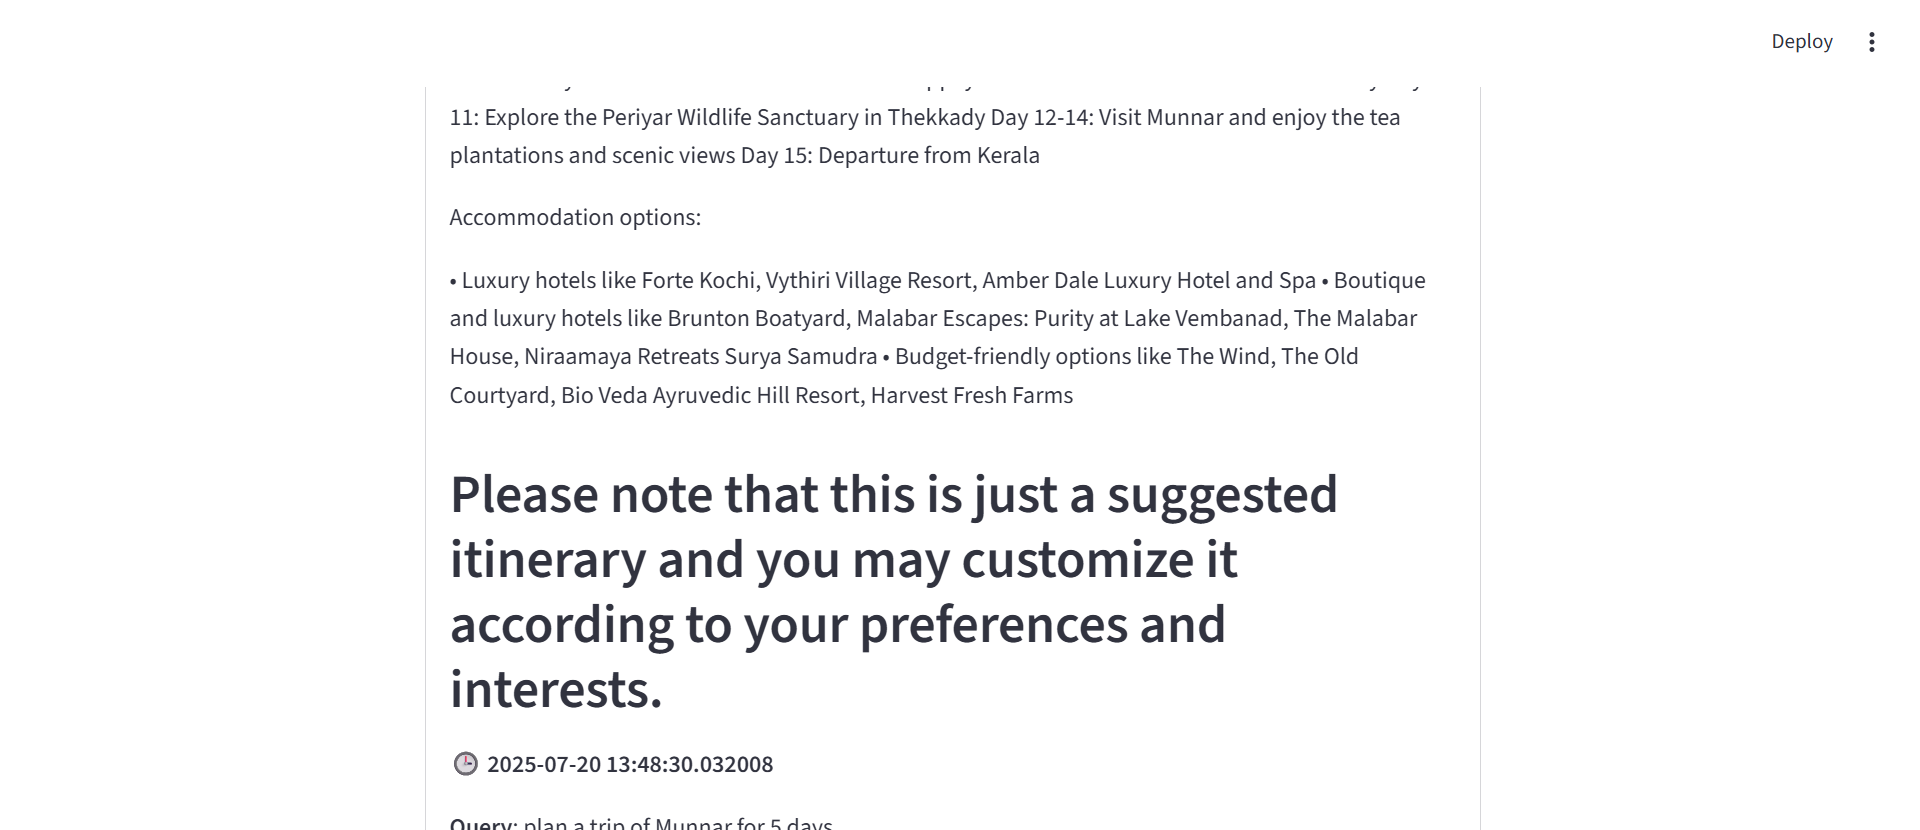 Deploy
11: Explore the Periyar Wildlife Sanctuary in Thekkady Day 12-14: Visit Munnar and enjoy the tea
plantations and scenic views Day 15: Departure from Kerala
Accommodation options:
• Luxury hotels like Forte Kochi, Vythiri Village Resort, Amber Dale Luxury Hotel and Spa • Boutique
and luxury hotels like Brunton Boatyard, Malabar Escapes: Purity at Lake Vembanad, The Malabar
House, Niraamaya Retreats Surya Samudra • Budget-friendly options like The Wind, The Old
Courtyard, Bio Veda Ayruvedic Hill Resort, Harvest Fresh Farms
Please note that this is just a suggested
itinerary and you may customize it
according to your preferences and
interests.
2025-07-20 13:48:30.032008
Query: plan a trip of Munnar for 5 days